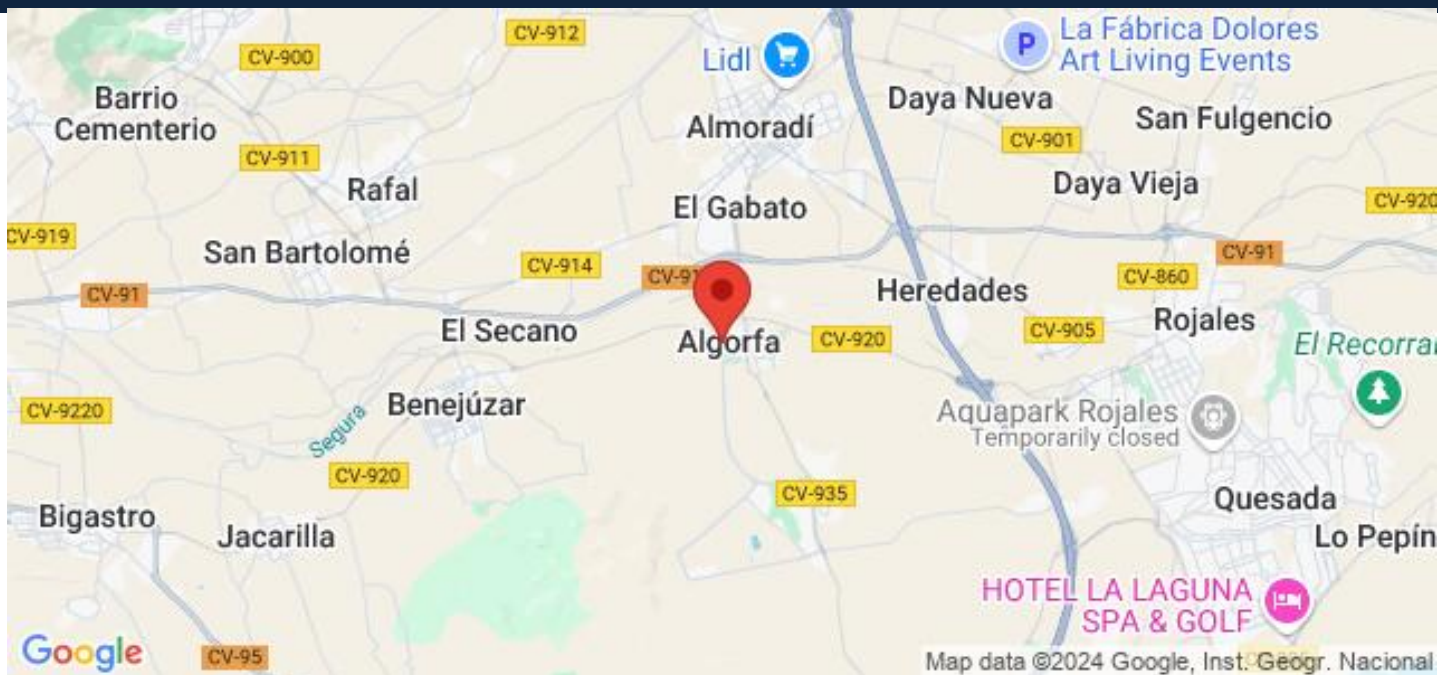 CV-912
CV-900
Lidl
La Fábrica Dolores
Art Living Events
P
Barrio
Cementerio
Almoradí
Daya Nueva
San Fulgencio
CV-901
CV-911
Rafal
El Gabato
Daya Vieja
CV-920
CV-919
San Bartolomé
CV-914
CV-91
CV-91
CV-860
CV-91
Heredades
El Secano
Algorfa
CV-920
CV-905
Rojales
El Recorral
Benejúzar
CV-9220
Segura
Aquapark Rojales
Temporarily closed
CV-920
CV-935
Quesada
Bigastro
Jacarilla
Lo Pepín
HOTEL LA LAGUNA
SPA & GOLF
Google
CV-95
Map data ©2024 Google, Inst. Geogr. Nacional